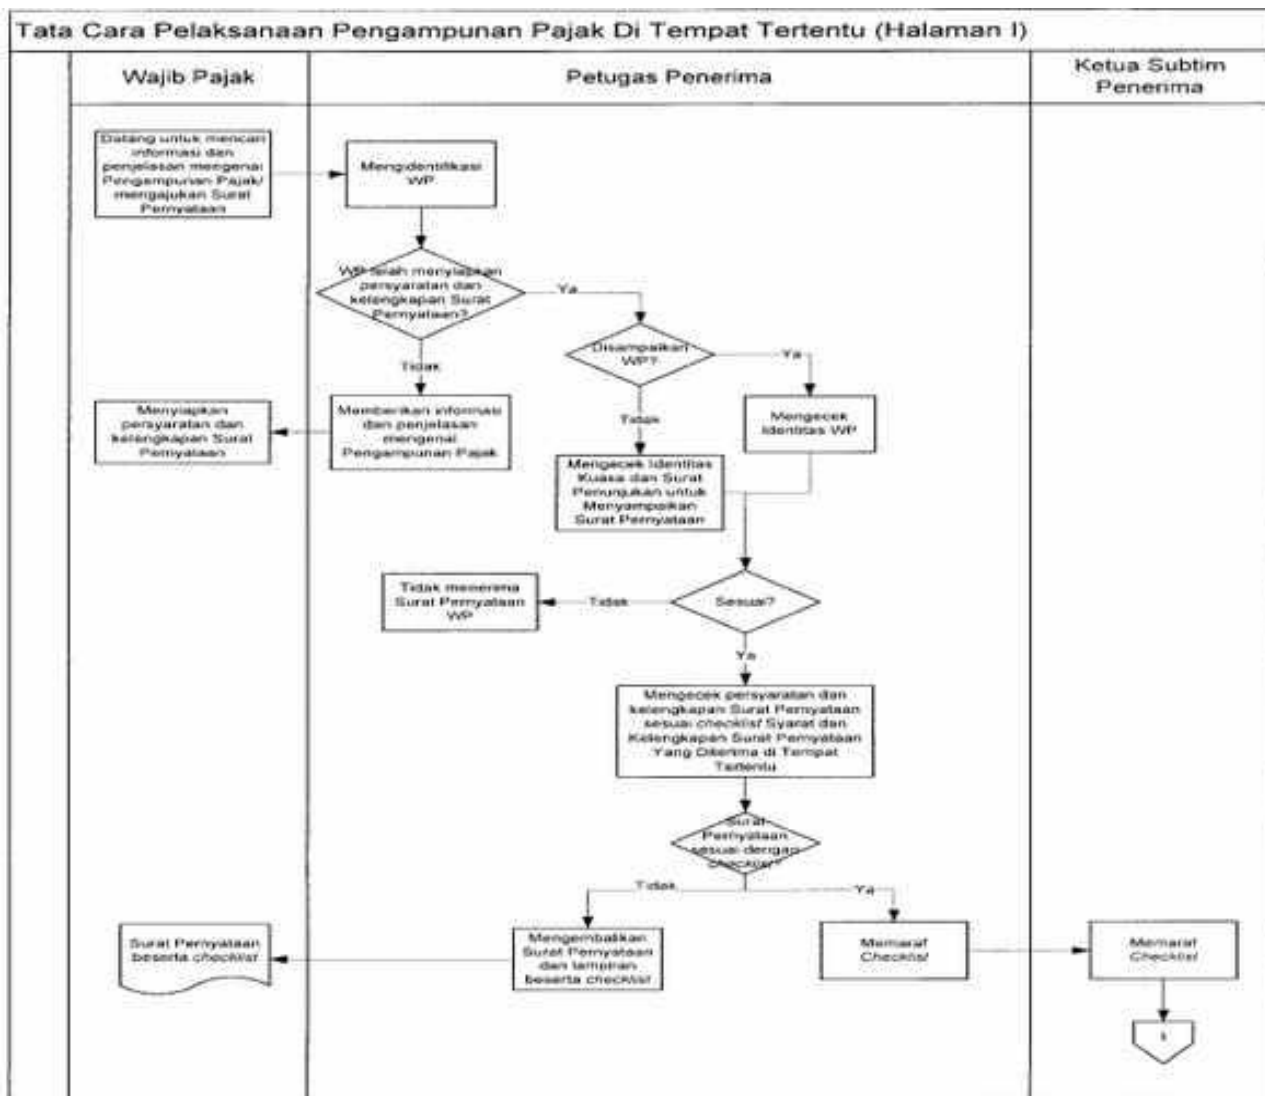 Tata Cara Pelaksanaan Pengampunan Pajak Di Tempat Tertentu (Halaman I)
Wajib Pajak
Petugas Penerima
Ketua Subtim
Penerima
Datang untuk mencari
informasi dan
penjelasan mengenai
Pengampunan Pajak/
mengajukan Surat
Pernyataan
Mengidentifikasi
WP
WP telah menyiapkan
persyaratan dan
kelengkapan Surat
Pernyataan?
Ya
Tidak
Disampaikan
WP?
Ya
Tidak
Menyiapkan
persyaratan dan
kelengkapan Surat
Pernyataan
Memberikan informasi
dan penjelasan
mengenai
Pengampunan Pajak
Mengecek
Identitas WP
Mengecek Identitas
Kuasa dan Surat
Penunjukan untuk
Menyampaikan
Surat Pernyataan
Tidak menerima
Surat Pernyataan
WP
Tidak
Sesuai?
Ya
Mengecek persyaratan dan
kelengkapan Surat Pernyataan
sesuai checklist Syarat dan
Kelengkapan Surat Pernyataan
Yang Diterima di Tempat
Tertentu
Surat
Pernyataan
sesuai dengan
checklist?
Tidak
Ya
Surat Pernyataan
beserta checklist
Mengembalikan
Surat Pernyataan
dan lampiran
beserta checklist
Memaraf
Checklist
Memaraf
Checklist